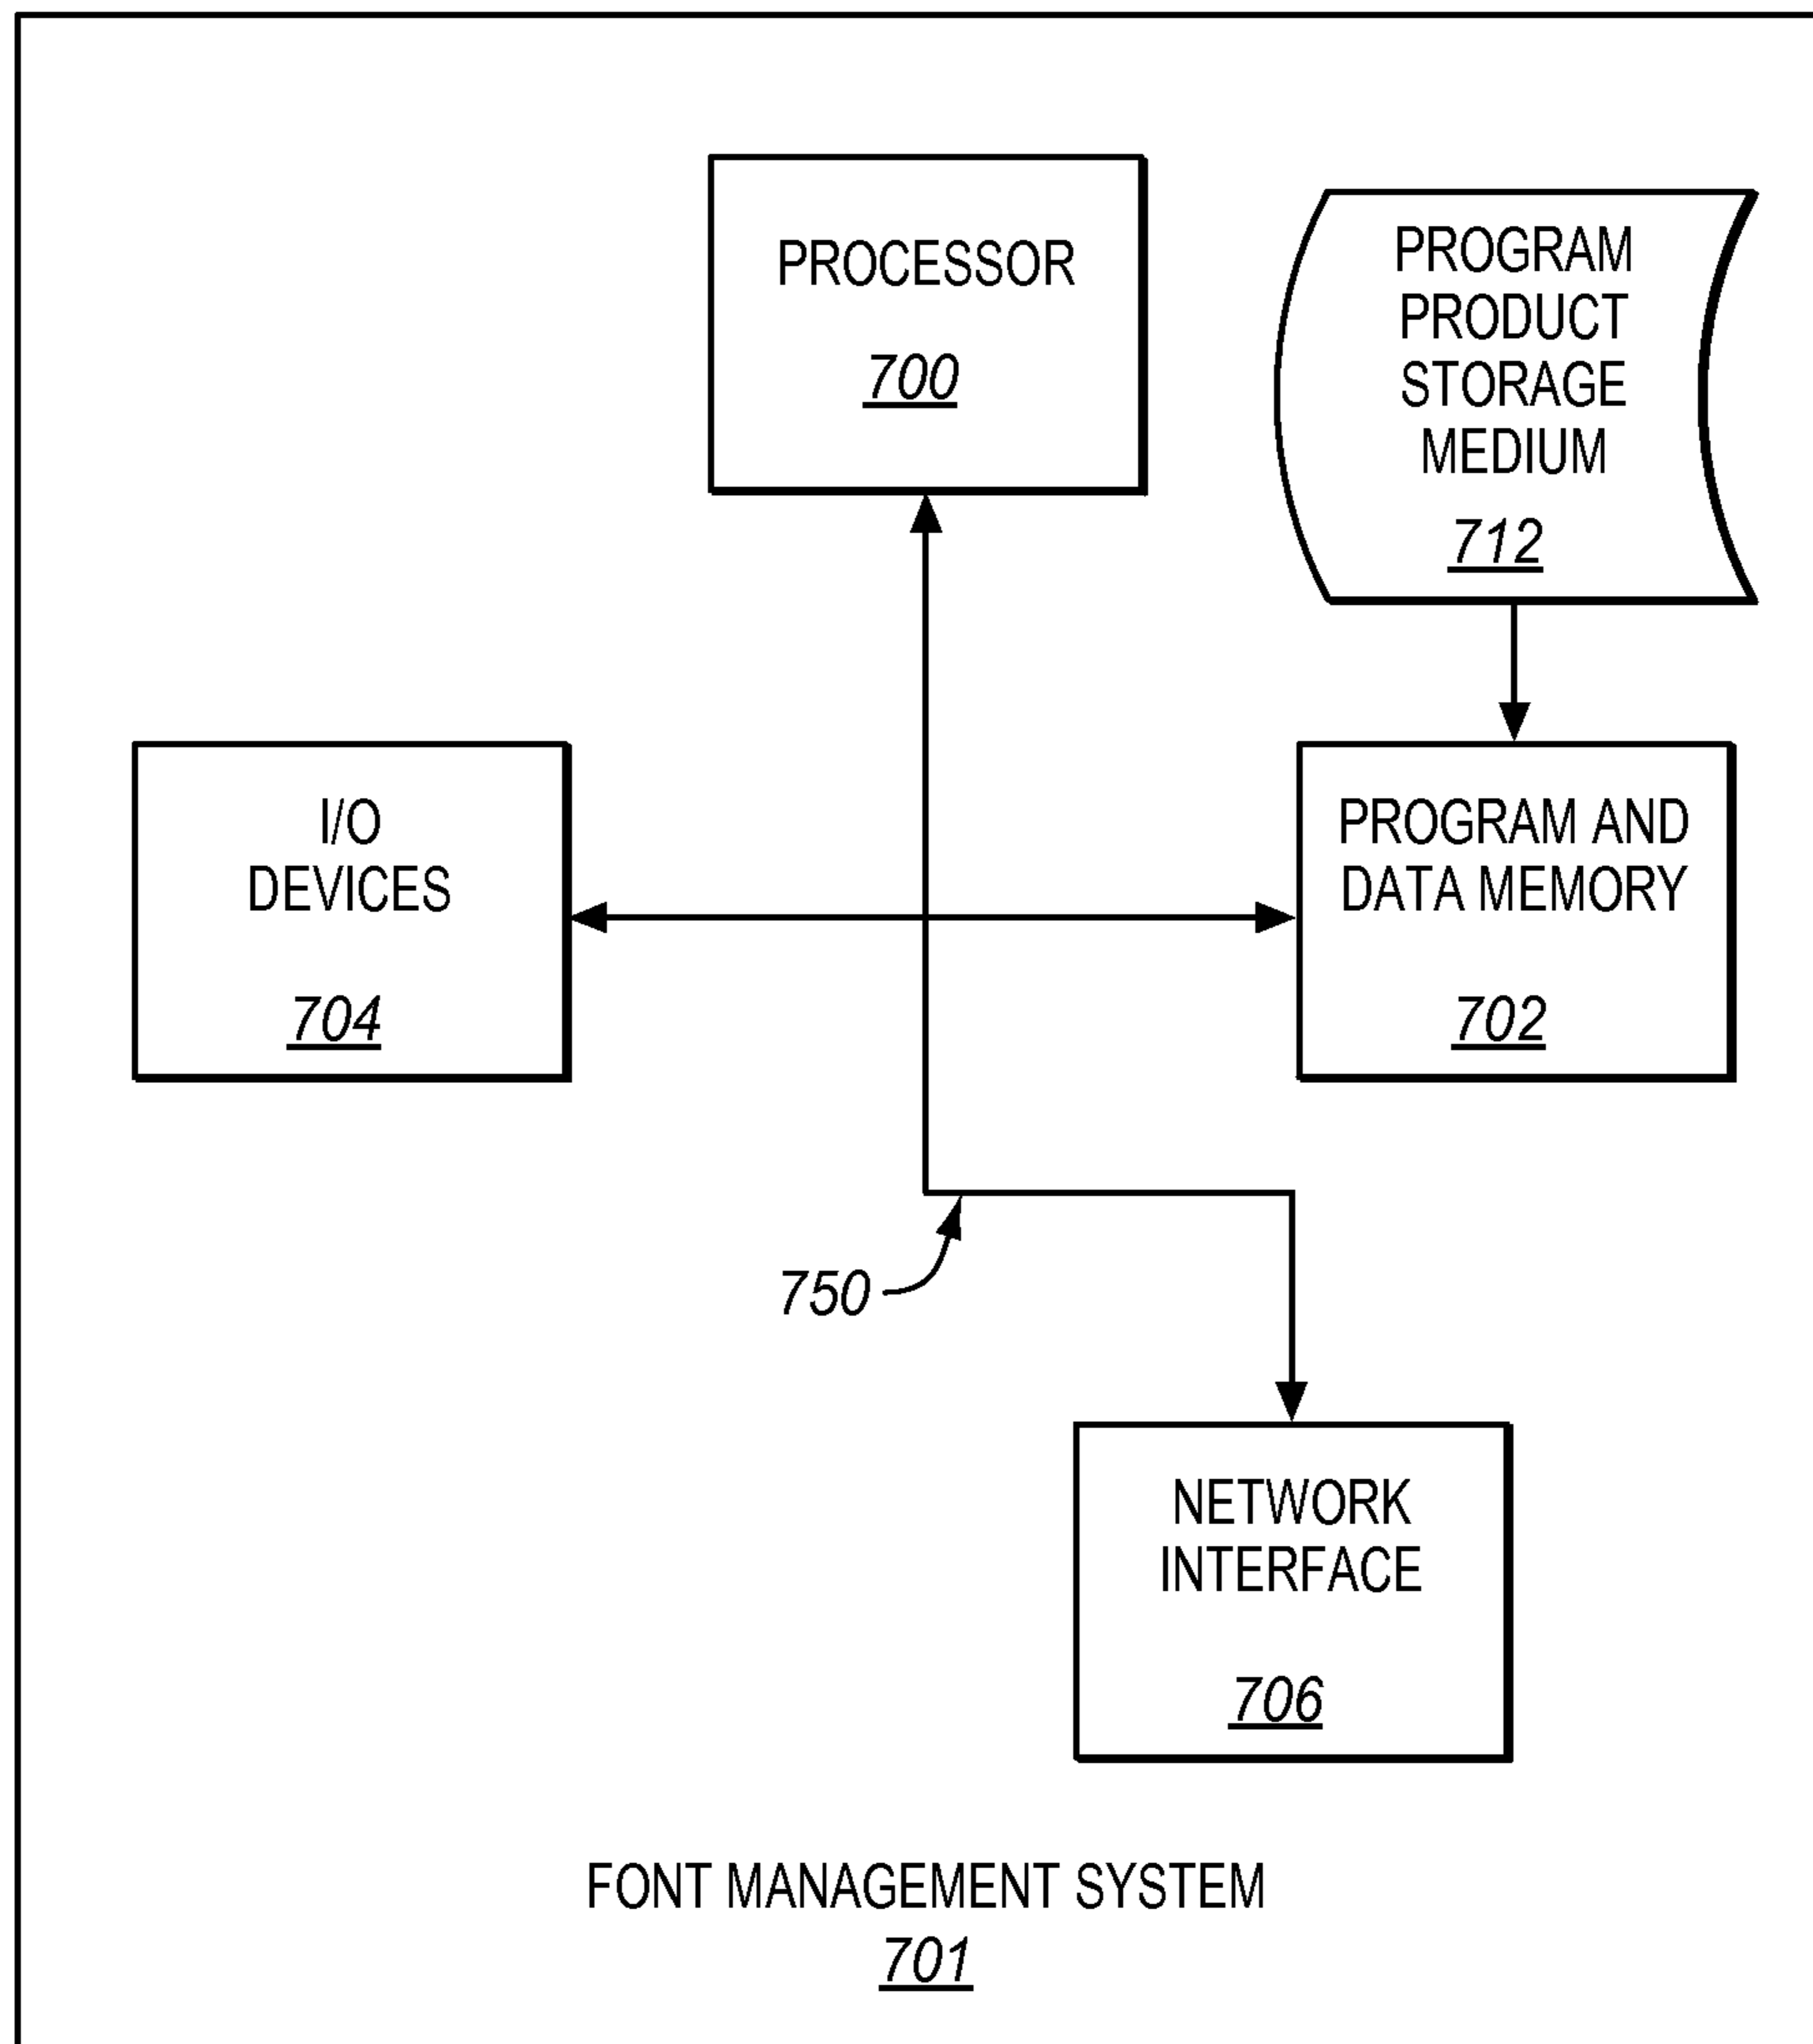 PROCESSOR
700
PROGRAM
PRODUCT
STORAGE
MEDIUM
712
I/O
DEVICES
704
PROGRAM AND
DATA MEMORY
702
750
NETWORK
INTERFACE
706
FONT MANAGEMENT SYSTEM
701